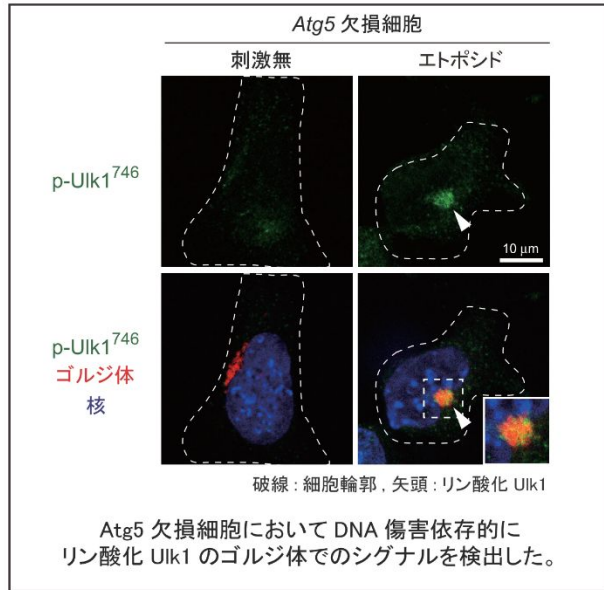 Atg5 欠損細胞
刺激無
エトポシド
p-Ulk1746
10 μm
p-Ulk1746
ゴルジ体
核
破線 : 細胞輪郭 , 矢頭 : リン酸化 Ulk1
Atg5 欠損細胞において DNA 傷害依存的に
リン酸化 Ulk1 のゴルジ体でのシグナルを検出した。